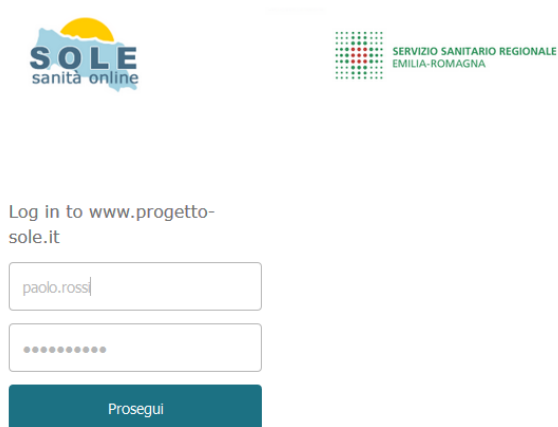 SOLE
sanità online
SERVIZIO SANITARIO REGIONALE
EMILIA-ROMAGNA
Log in to www.progetto-
sole.it
paolo.rossi
••••••••••
Prosegui